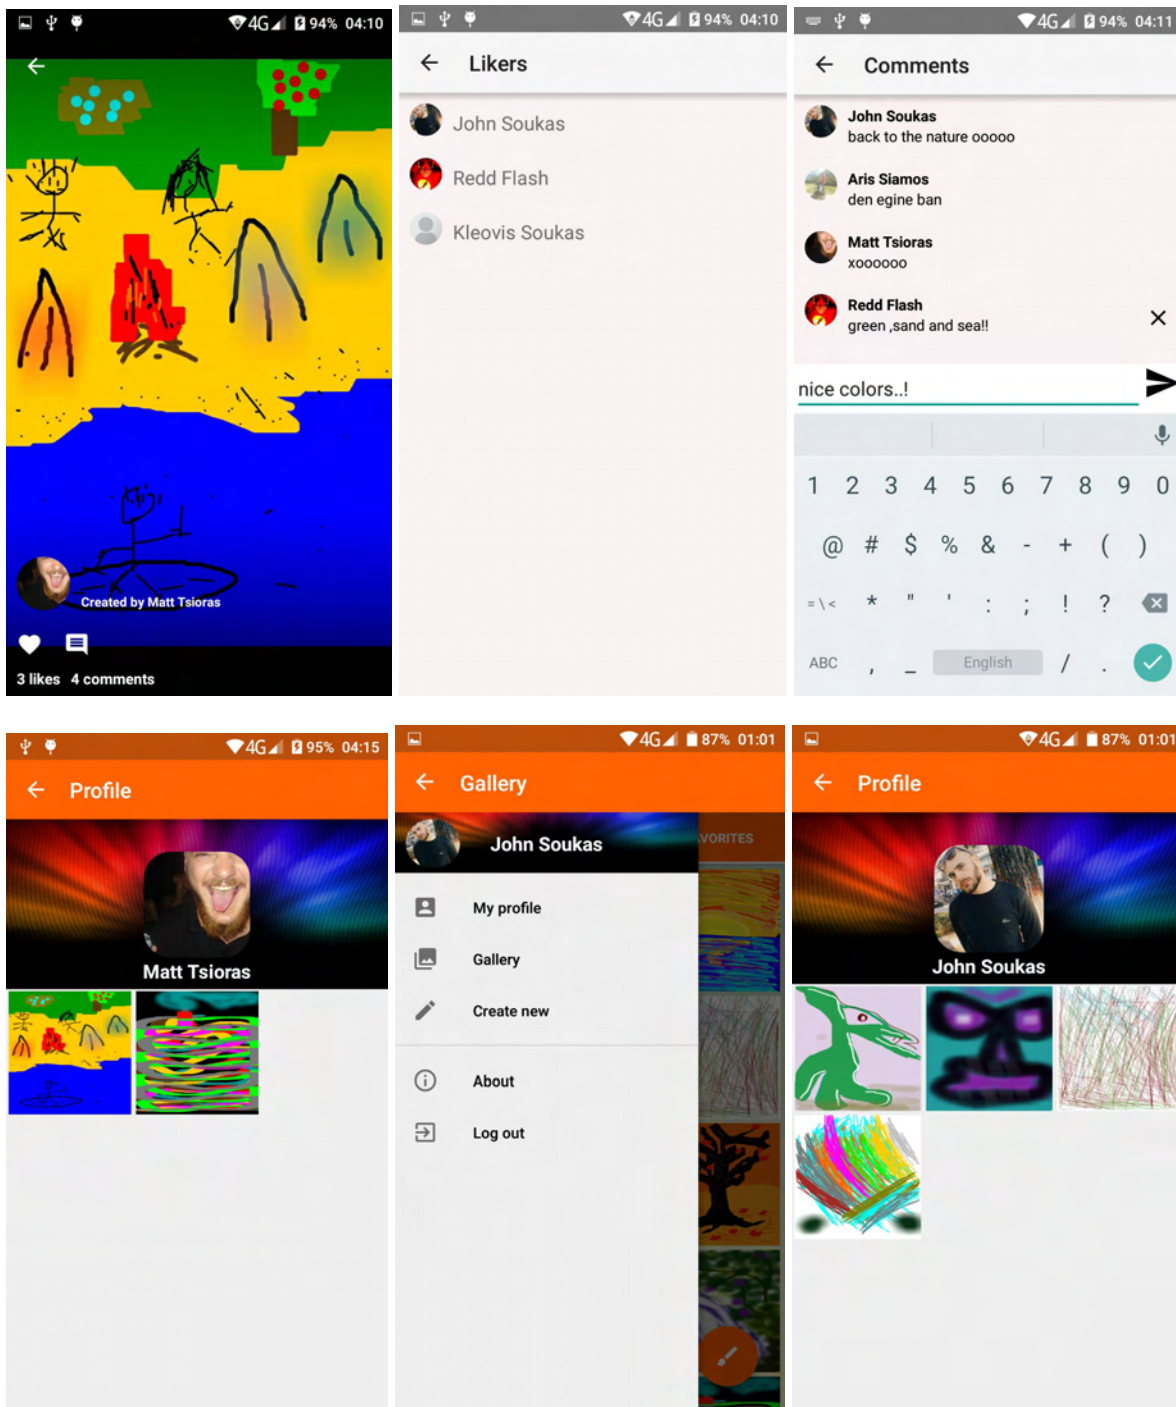 4G 94% 04:10
Created by Matt Tsioras
3 likes 4 comments
4G 94% 04:10
Likers
John Soukas
Redd Flash
Kleovis Soukas
4G 94% 04:11
Comments
John Soukas
back to the nature ooooo
Aris Siamos
den egine ban
Matt Tsioras
xoooooo
Redd Flash
green ,sand and sea!!
nice colors..!
1 2 3 4 5 6 7 8 9 0
@ # $ % & - + ( )
= \ < * " ' : ; ! ?
ABC , _ English / .
4G 95% 04:15
Profile
Matt Tsioras
4G 87% 01:01
Gallery
John Soukas
AVORITES
My profile
Gallery
Create new
About
Log out
4G 87% 01:01
Profile
John Soukas